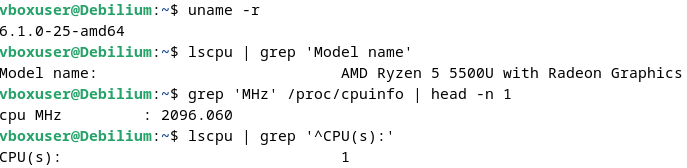 vboxuser@Debilium:~$ uname -r
6.1.0-25-amd64
vboxuser@Debilium:~$ lscpu | grep 'Model name'
Model name:                          AMD Ryzen 5 5500U with Radeon Graphics
vboxuser@Debilium:~$ grep 'MHz' /proc/cpuinfo | head -n 1
cpu MHz         : 2096.060
vboxuser@Debilium:~$ lscpu | grep '^CPU(s):'
CPU(s):                              1